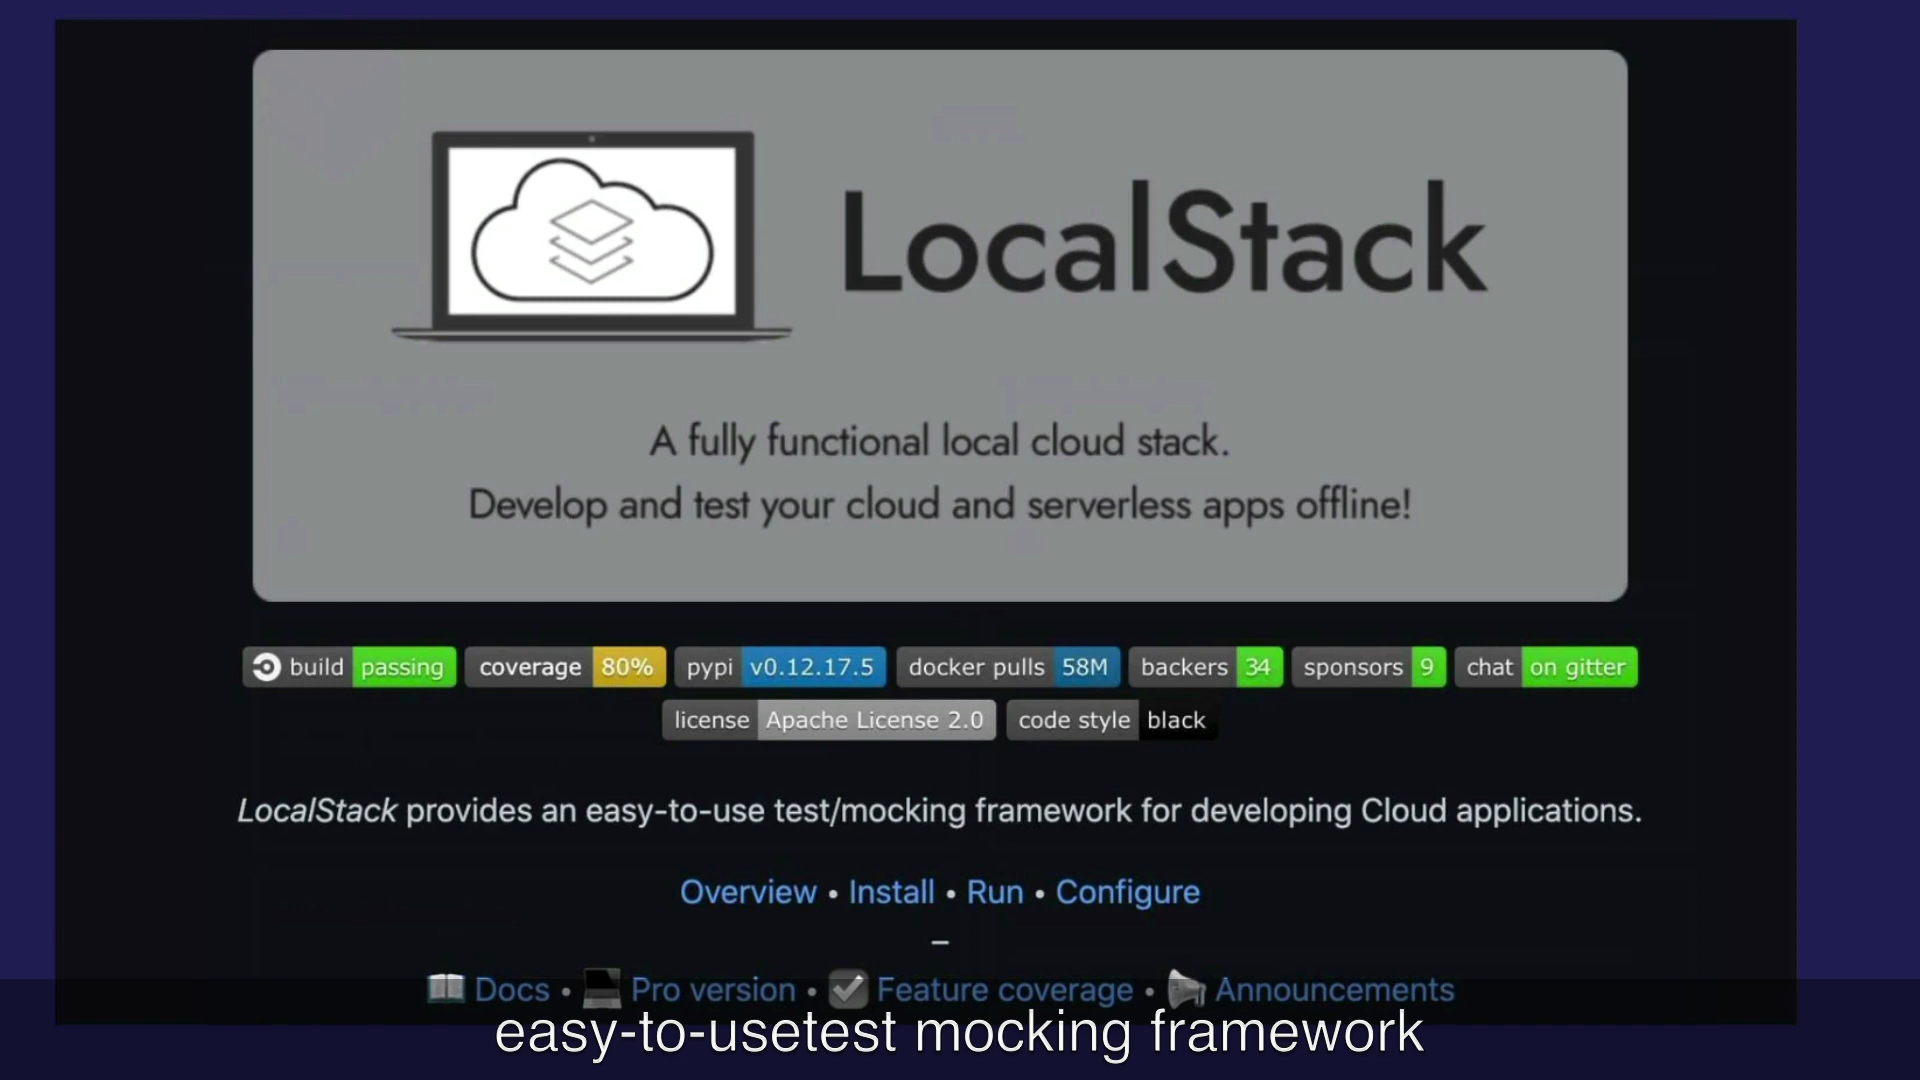 LocalStack
A fully functional local cloud stack.
Develop and test your cloud and serverless apps offline!
build passing coverage 80% pypi v0.12.17.5 docker pulls 58M backers 34 sponsors 9 chat on gitter
license Apache License 2.0 code style black
LocalStack provides an easy-to-use test/mocking framework for developing Cloud applications.
Overview • Install • Run • Configure
–
Docs • Pro version • Feature coverage • Announcements
easy-to-usetest mocking framework